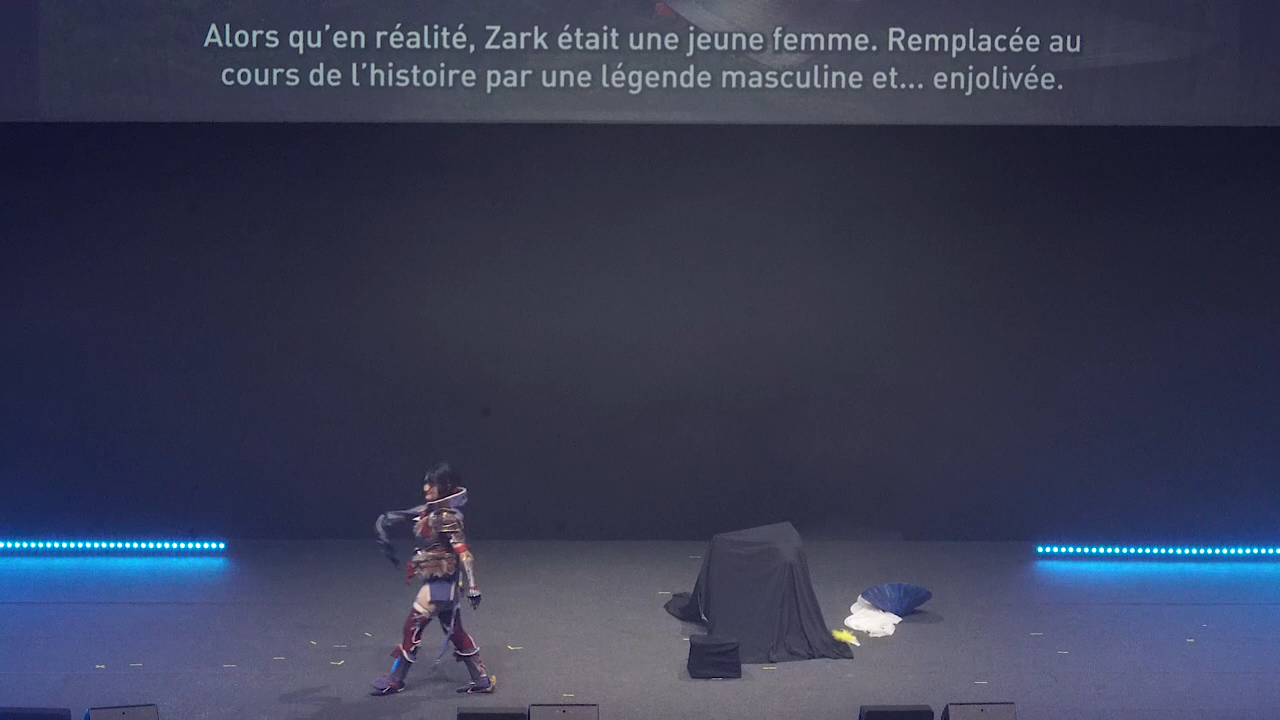 Alors qu'en réalité, Zark était une jeune femme. Remplacée au
cours de l'histoire par une légende masculine et... enjolivée.